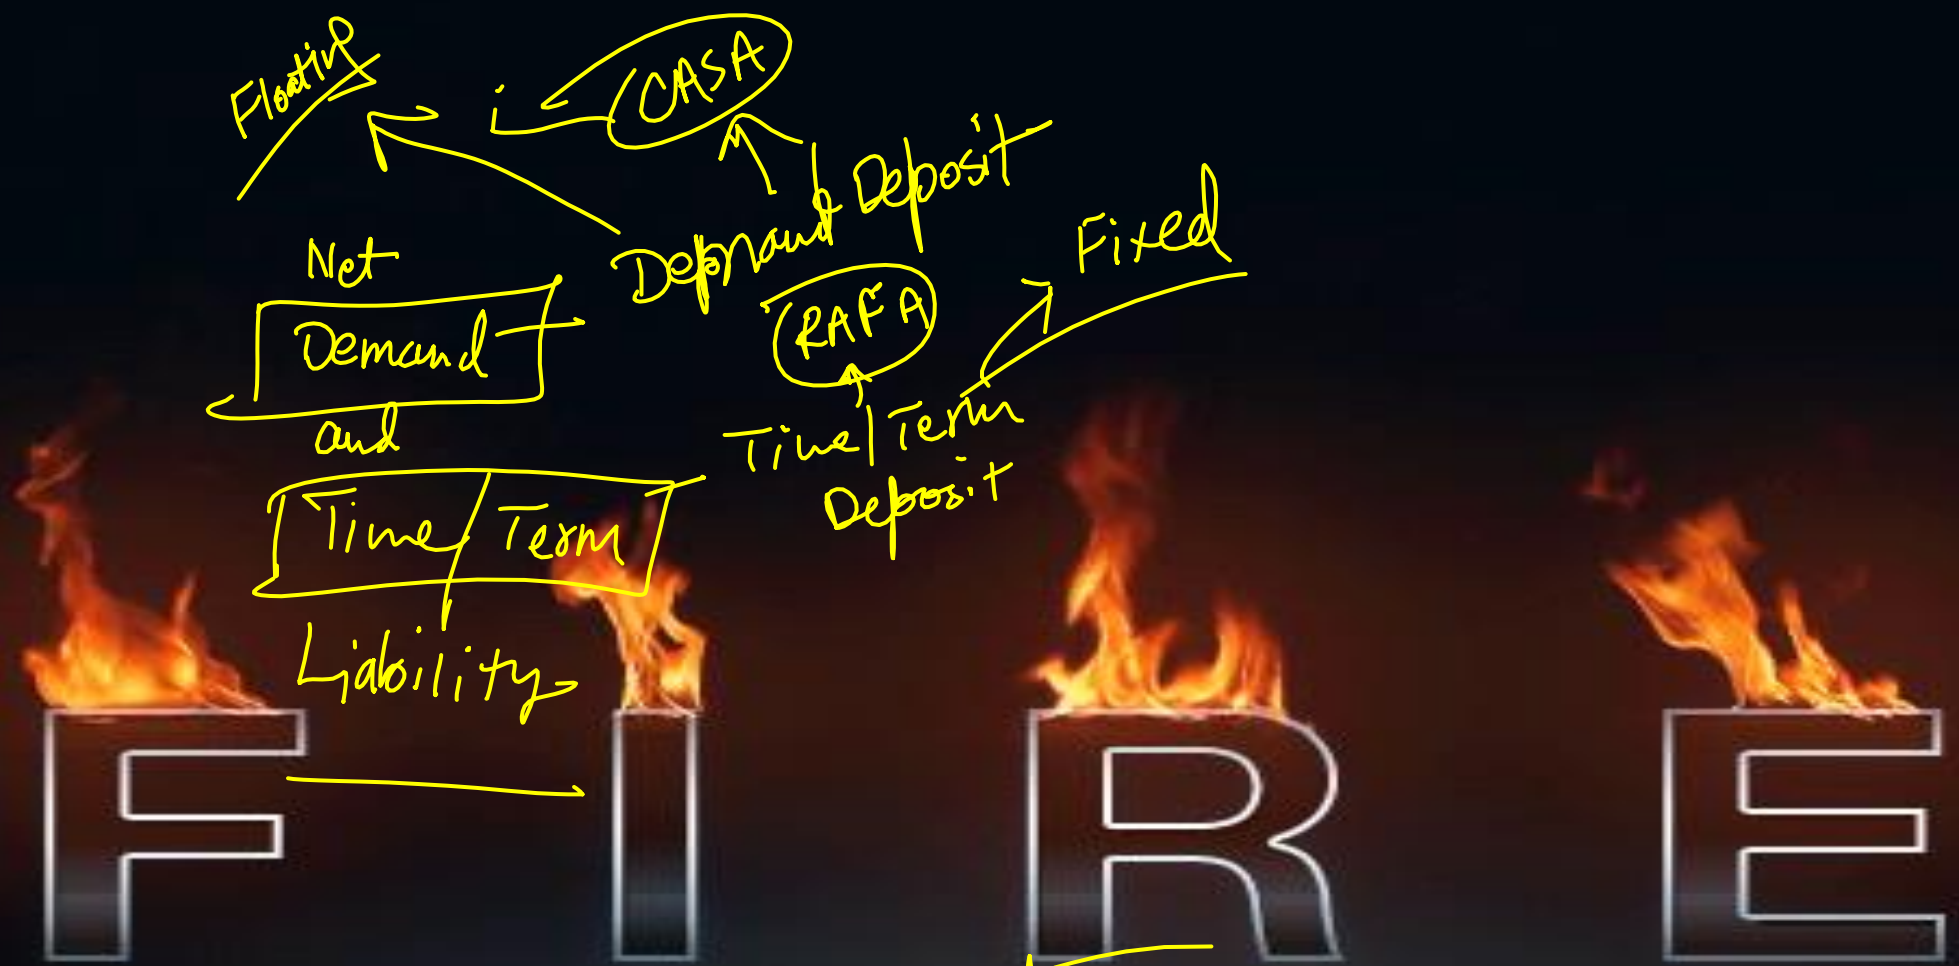 Floating
i
CASA
Demand Deposit
Fixed
Net
Demand
RAFA
and
Time/Term
Deposit
Time/Term
Liability
FIRE